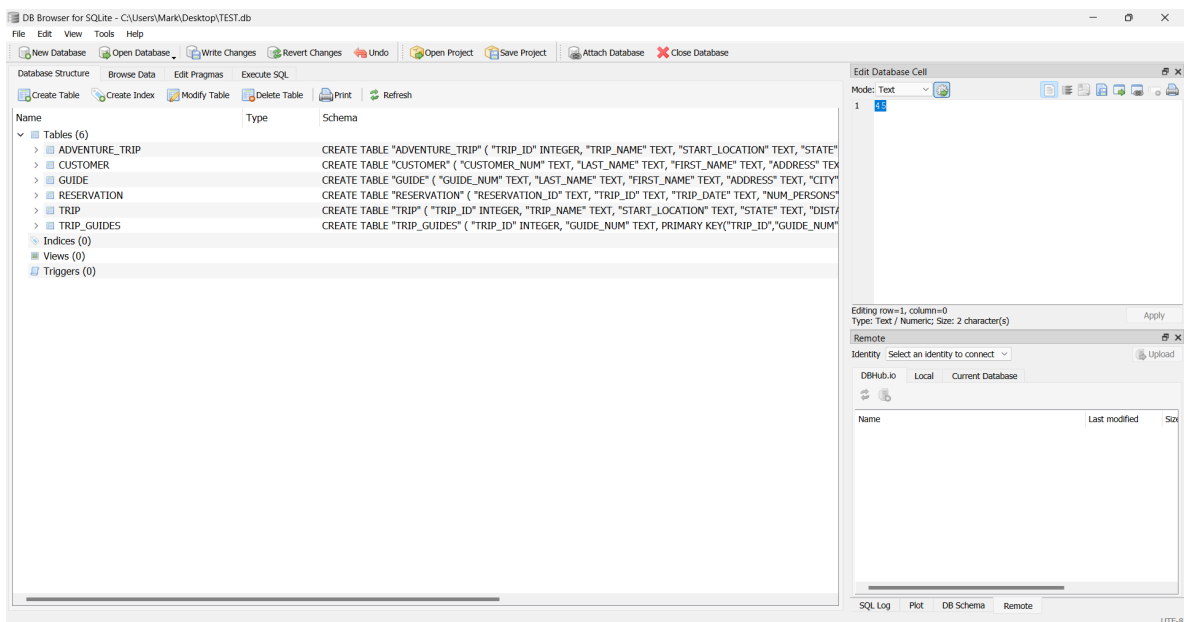 DB Browser for SQLite - C:\Users\Mark\Desktop\TEST.db
File Edit View Tools Help
New Database Open Database Write Changes Revert Changes Undo Open Project Save Project Attach Database Close Database
Database Structure Browse Data Edit Pragmas Execute SQL
Create Table Create Index Modify Table Delete Table Print Refresh
Name Type Schema
Tables (6)
ADVENTURE_TRIP CREATE TABLE "ADVENTURE_TRIP" ( "TRIP_ID" INTEGER, "TRIP_NAME" TEXT, "START_LOCATION" TEXT, "STATE"
CUSTOMER CREATE TABLE "CUSTOMER" ( "CUSTOMER_NUM" TEXT, "LAST_NAME" TEXT, "FIRST_NAME" TEXT, "ADDRESS" TEX
GUIDE CREATE TABLE "GUIDE" ( "GUIDE_NUM" TEXT, "LAST_NAME" TEXT, "FIRST_NAME" TEXT, "ADDRESS" TEXT, "CITY"
RESERVATION CREATE TABLE "RESERVATION" ( "RESERVATION_ID" TEXT, "TRIP_ID" TEXT, "TRIP_DATE" TEXT, "NUM_PERSONS"
TRIP CREATE TABLE "TRIP" ( "TRIP_ID" INTEGER, "TRIP_NAME" TEXT, "START_LOCATION" TEXT, "STATE" TEXT, "DISTA
TRIP_GUIDES CREATE TABLE "TRIP_GUIDES" ( "TRIP_ID" INTEGER, "GUIDE_NUM" TEXT, PRIMARY KEY("TRIP_ID","GUIDE_NUM"
Indices (0)
Views (0)
Triggers (0)
Edit Database Cell
Mode: Text
1 45
Editing row=1, column=0
Type: Text / Numeric; Size: 2 character(s)
Apply
Remote
Identity Select an identity to connect Upload
DBHub.io Local Current Database
Name Last modified Size
SQL Log Plot DB Schema Remote
UTF-8